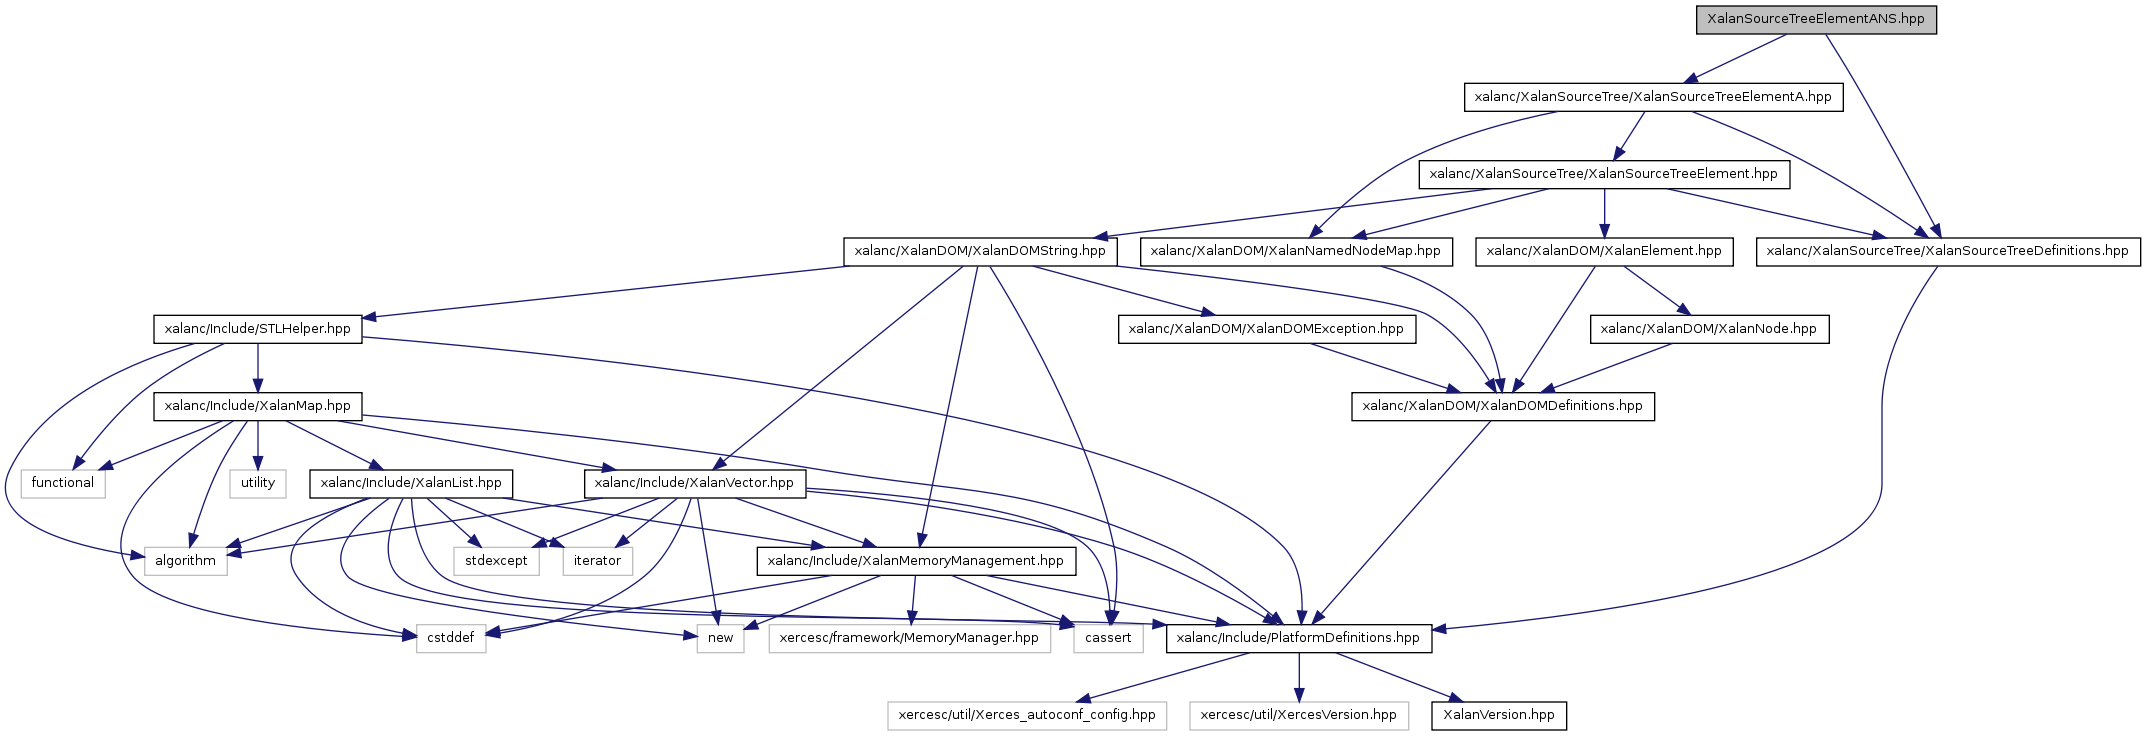 XalanSourceTreeElementANS.hpp
xalanc/XalanSourceTree/XalanSourceTreeElementA.hpp
xalanc/XalanSourceTree/XalanSourceTreeElement.hpp
xalanc/XalanDOM/XalanDOMString.hpp
xalanc/XalanDOM/XalanNamedNodeMap.hpp
xalanc/XalanDOM/XalanElement.hpp
xalanc/XalanSourceTree/XalanSourceTreeDefinitions.hpp
xalanc/Include/STLHelper.hpp
xalanc/XalanDOM/XalanDOMException.hpp
xalanc/XalanDOM/XalanNode.hpp
xalanc/Include/XalanMap.hpp
xalanc/XalanDOM/XalanDOMDefinitions.hpp
functional
utility
xalanc/Include/XalanList.hpp
xalanc/Include/XalanVector.hpp
algorithm
stdexcept
iterator
xalanc/Include/XalanMemoryManagement.hpp
cstddef
new
xercesc/framework/MemoryManager.hpp
cassert
xalanc/Include/PlatformDefinitions.hpp
xercesc/util/Xerces_autoconf_config.hpp
xercesc/util/XercesVersion.hpp
XalanVersion.hpp